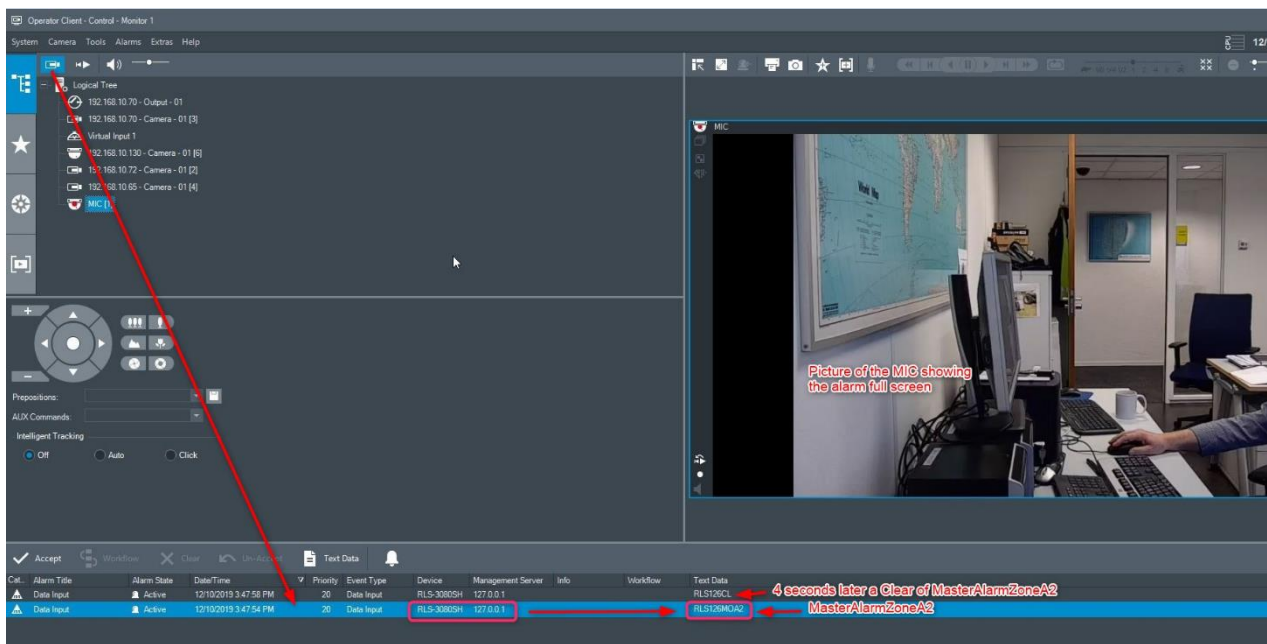 Operator Client - Control - Monitor 1
System Camera Tools Alarms Extras Help
12/
Logical Tree
192.168.10.70 - Output - 01
192.168.10.70 - Camera - 01 [3]
Virtual Input 1
192.168.10.130 - Camera - 01 [6]
192.168.10.72 - Camera - 01 [2]
192.168.10.65 - Camera - 01 [4]
MIC [1]
MIC
World Map
Picture of the MIC showing
the alarm full screen
Prepositions:
AUX Commands:
Intelligent Tracking
Off Auto Click
Accept Workflow Clear Un-Accept Text Data
Cat.. Alarm Title Alarm State Date/Time Priority Event Type Device Management Server Info Workflow Text Data
Data Input Active 12/10/2019 3:47:58 PM 20 Data Input RLS-3080SH 127.0.0.1 RLS126CL 4 seconds later a Clear of MasterAlarmZoneA2
Data Input Active 12/10/2019 3:47:54 PM 20 Data Input RLS-3080SH 127.0.0.1 RLS126MOA2 MasterAlarmZoneA2